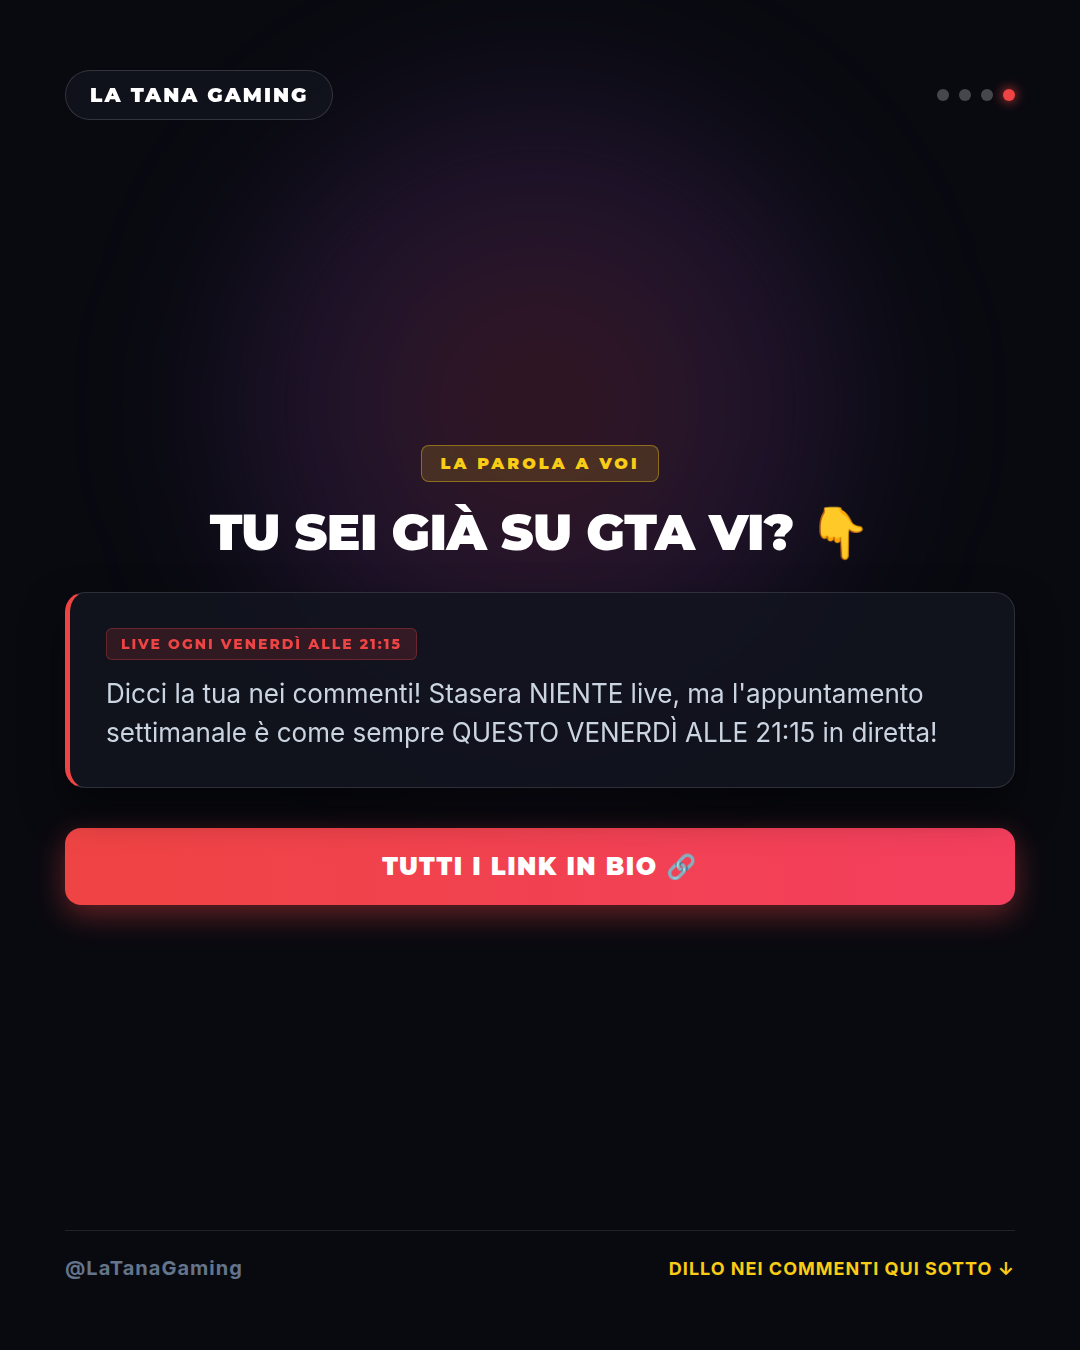 LA TANA GAMING
LA PAROLA A VOI
TU SEI GIÀ SU GTA VI? 👇
LIVE OGNI VENERDÌ ALLE 21:15
Dicci la tua nei commenti! Stasera NIENTE live, ma l'appuntamento
settimanale è come sempre QUESTO VENERDÌ ALLE 21:15 in diretta!
TUTTI I LINK IN BIO 🔗
@LaTanaGaming
DILLO NEI COMMENTI QUI SOTTO ↓